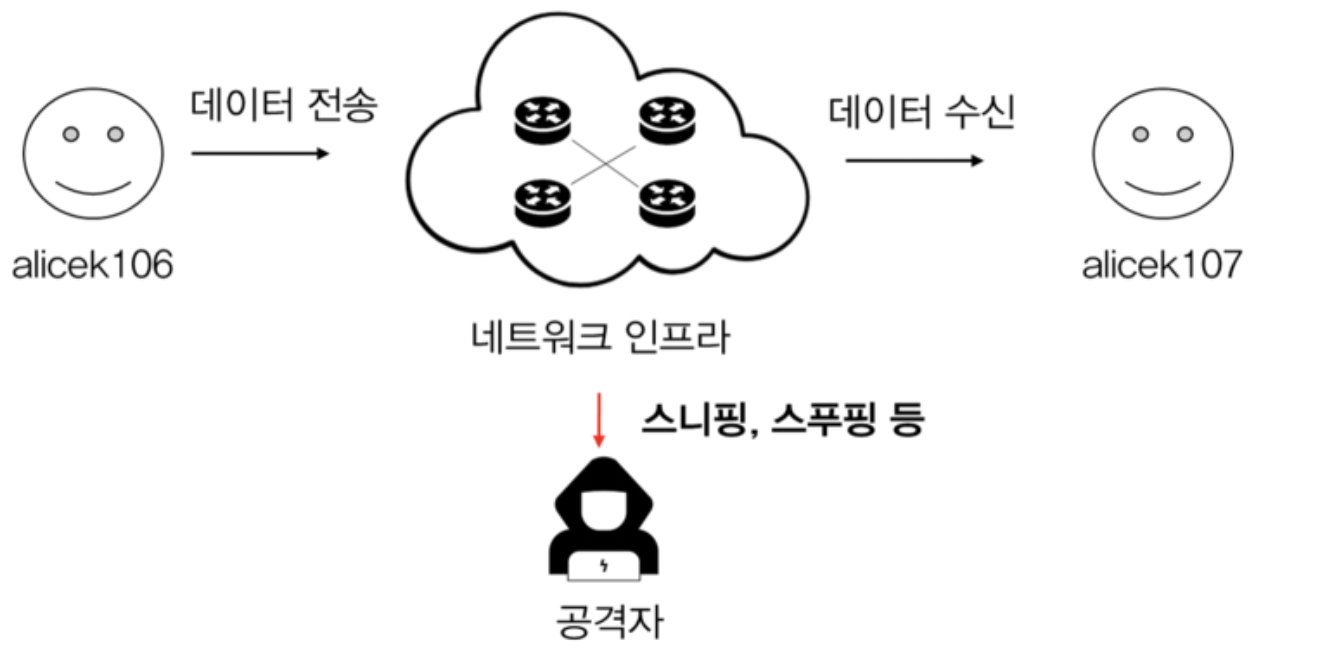 데이터 전송
데이터 수신
alicek106
alicek107
네트워크 인프라
스니핑, 스푸핑 등
공격자